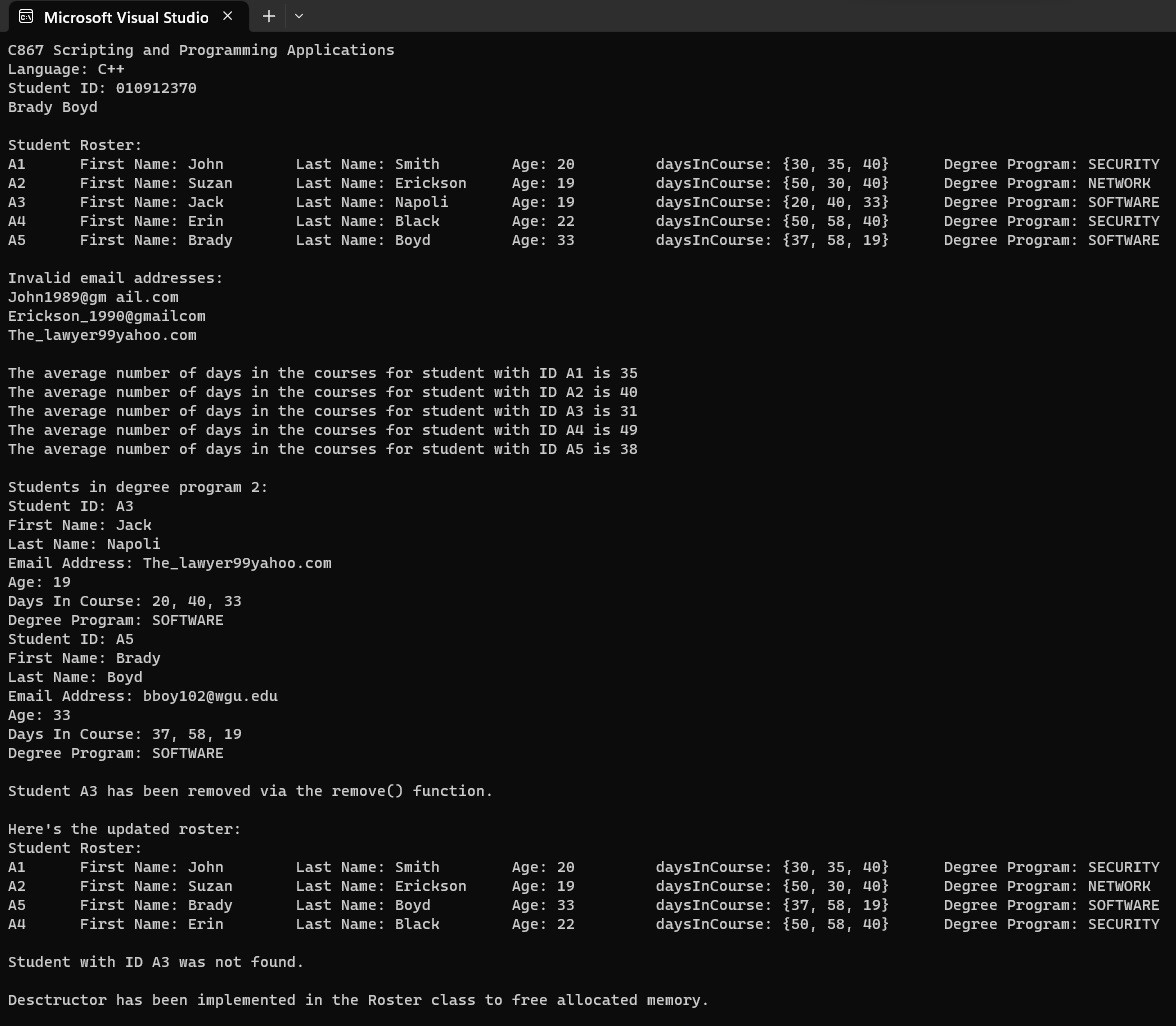 Microsoft Visual Studio
C867 Scripting and Programming Applications
Language: C++
Student ID: 010912370
Brady Boyd
Student Roster:
A1 First Name: John Last Name: Smith Age: 20 daysInCourse: {30, 35, 40} Degree Program: SECURITY
A2 First Name: Suzan Last Name: Erickson Age: 19 daysInCourse: {50, 30, 40} Degree Program: NETWORK
A3 First Name: Jack Last Name: Napoli Age: 19 daysInCourse: {20, 40, 33} Degree Program: SOFTWARE
A4 First Name: Erin Last Name: Black Age: 22 daysInCourse: {50, 58, 40} Degree Program: SECURITY
A5 First Name: Brady Last Name: Boyd Age: 33 daysInCourse: {37, 58, 19} Degree Program: SOFTWARE
Invalid email addresses:
John1989@gm ail.com
Erickson_1990@gmailcom
The_lawyer99yahoo.com
The average number of days in the courses for student with ID A1 is 35
The average number of days in the courses for student with ID A2 is 40
The average number of days in the courses for student with ID A3 is 31
The average number of days in the courses for student with ID A4 is 49
The average number of days in the courses for student with ID A5 is 38
Students in degree program 2:
Student ID: A3
First Name: Jack
Last Name: Napoli
Email Address: The_lawyer99yahoo.com
Age: 19
Days In Course: 20, 40, 33
Degree Program: SOFTWARE
Student ID: A5
First Name: Brady
Last Name: Boyd
Email Address: bboy102@wgu.edu
Age: 33
Days In Course: 37, 58, 19
Degree Program: SOFTWARE
Student A3 has been removed via the remove() function.
Here's the updated roster:
Student Roster:
A1 First Name: John Last Name: Smith Age: 20 daysInCourse: {30, 35, 40} Degree Program: SECURITY
A2 First Name: Suzan Last Name: Erickson Age: 19 daysInCourse: {50, 30, 40} Degree Program: NETWORK
A5 First Name: Brady Last Name: Boyd Age: 33 daysInCourse: {37, 58, 19} Degree Program: SOFTWARE
A4 First Name: Erin Last Name: Black Age: 22 daysInCourse: {50, 58, 40} Degree Program: SECURITY
Student with ID A3 was not found.
Desctructor has been implemented in the Roster class to free allocated memory.